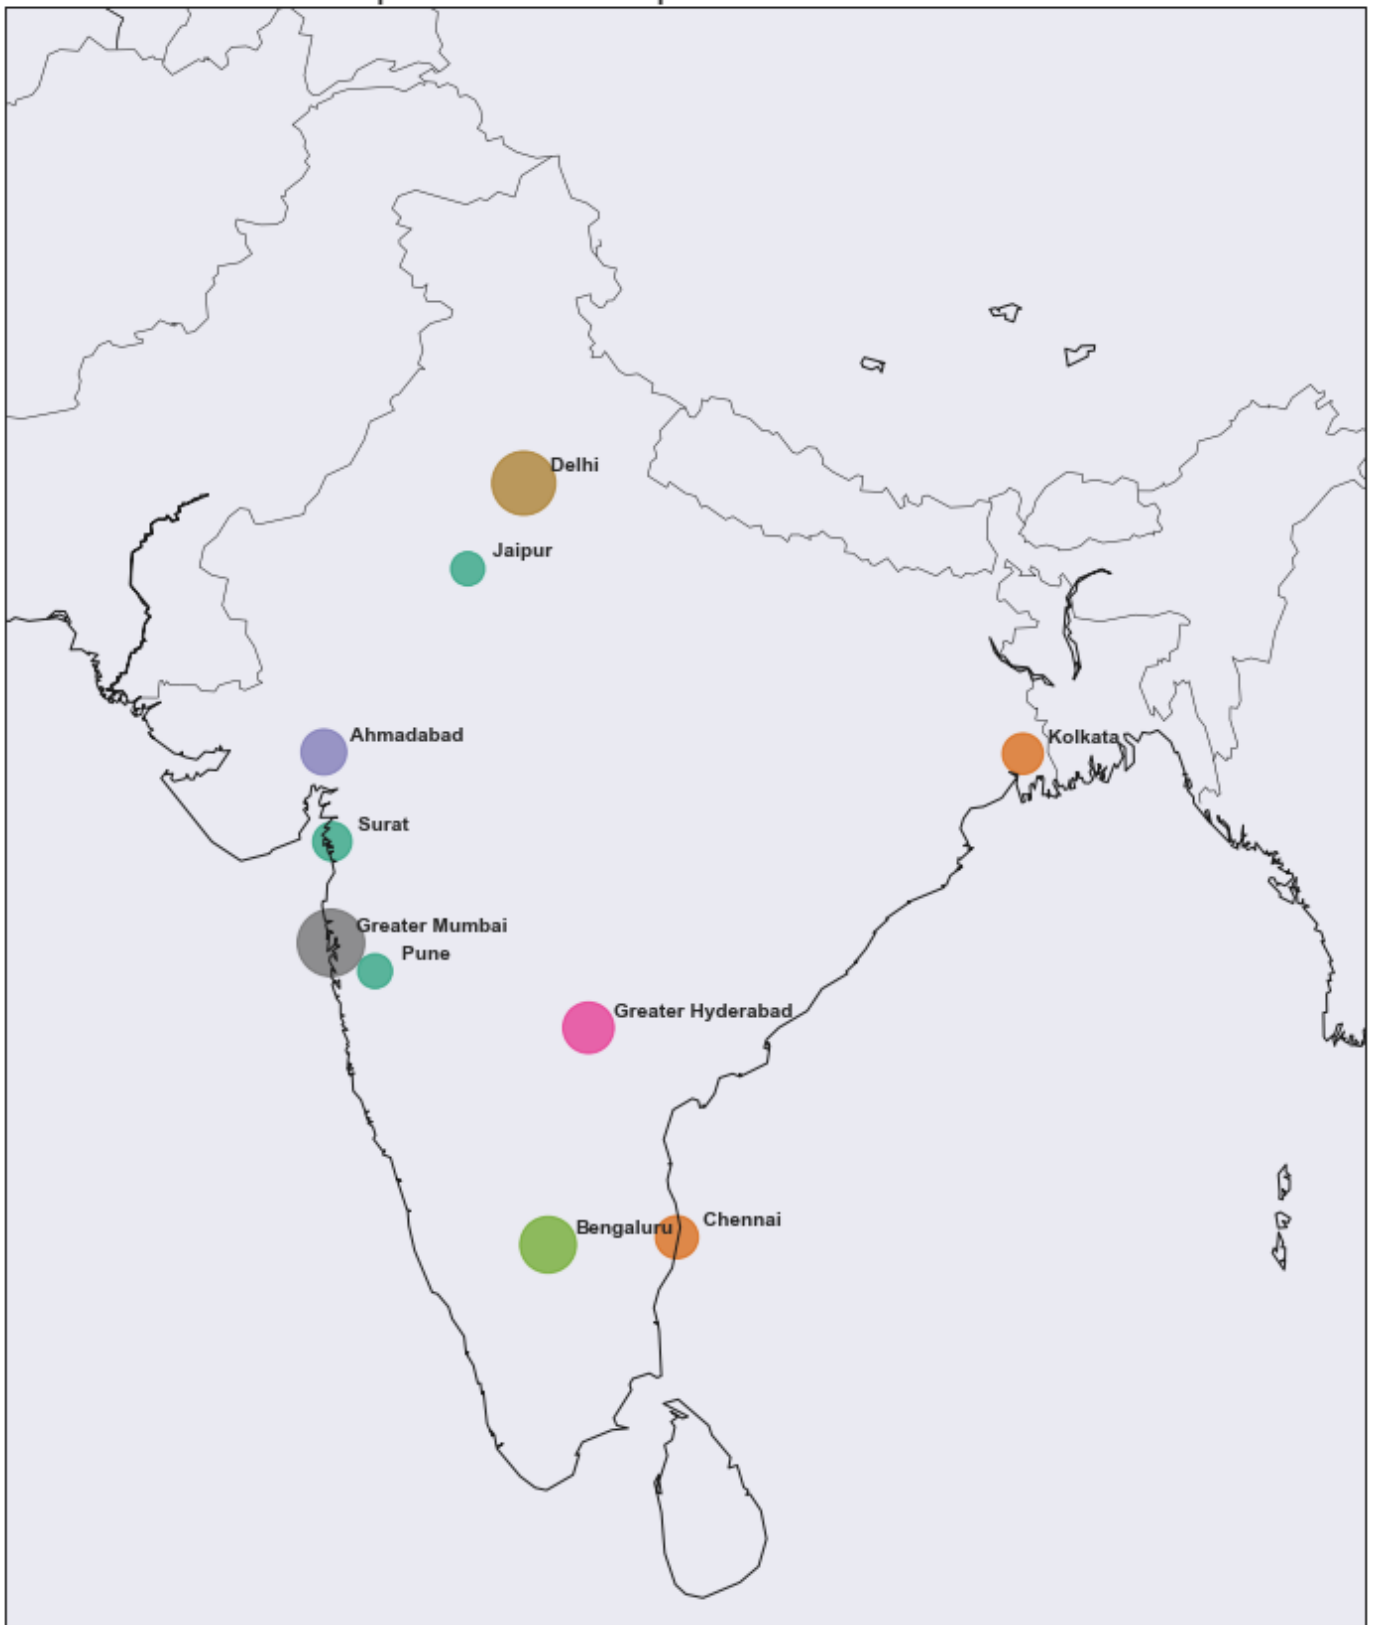 Delhi
Jaipur
Ahmadabad
Kolkata
Surat
Greater Mumbai
Pune
Greater Hyderabad
Chennai
Bengaluru